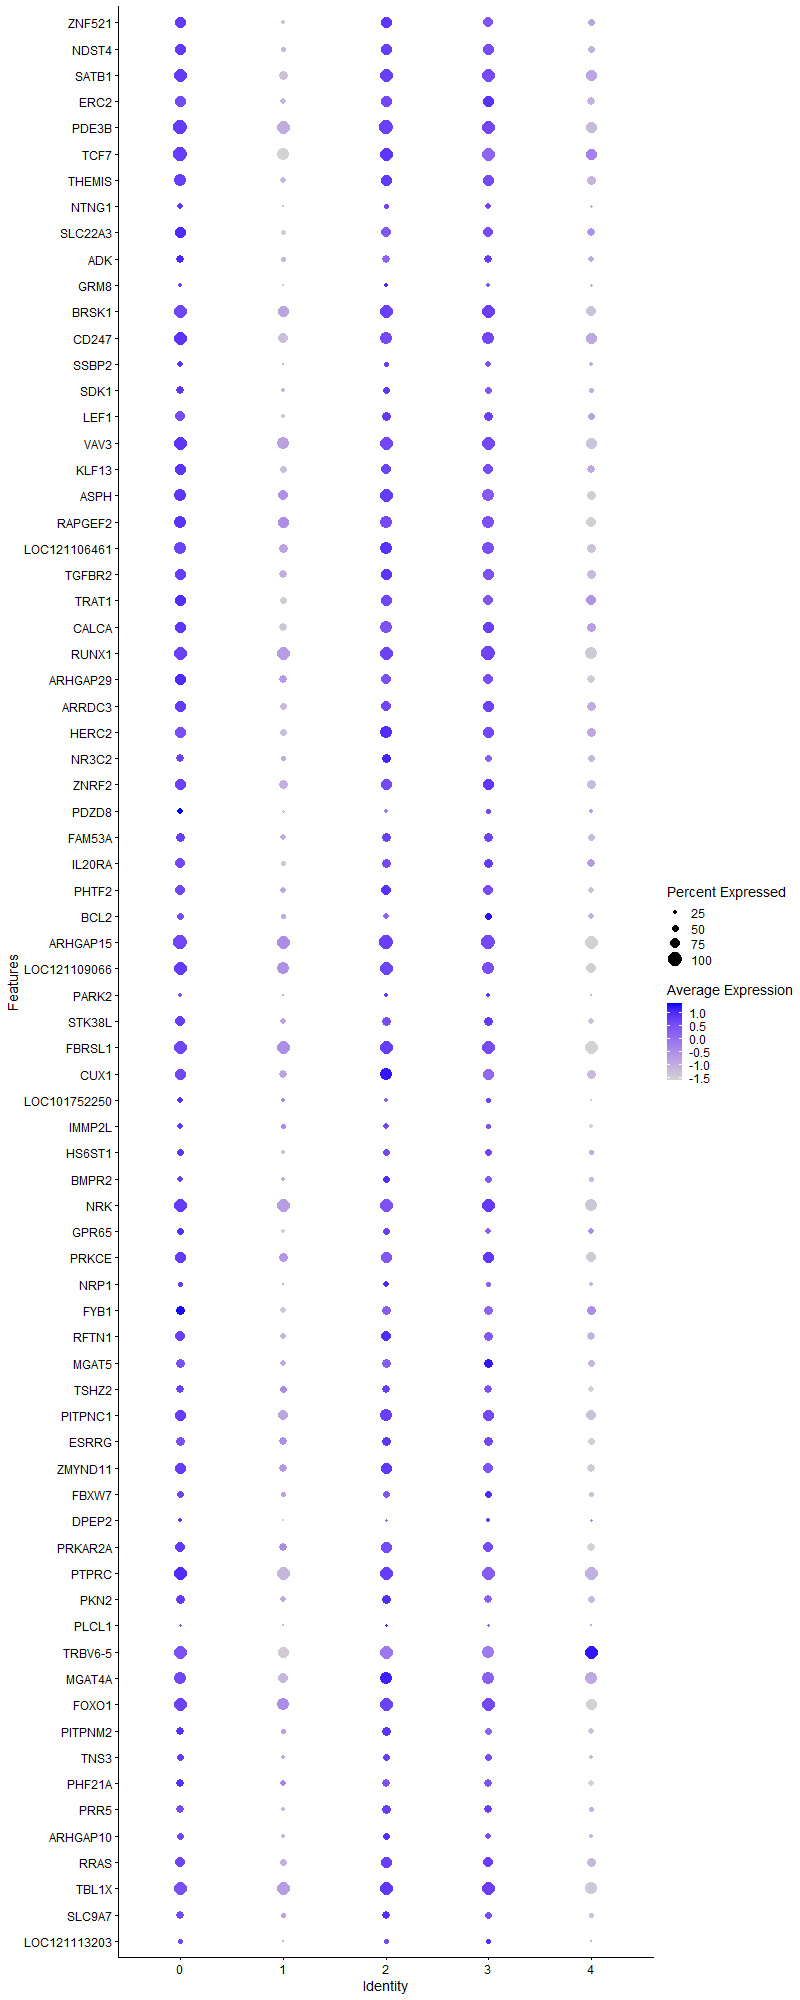 ZNF521
NDST4
SATB1
ERC2
PDE3B
TCF7
THEMIS
NTNG1
SLC22A3
ADK
GRM8
BRSK1
CD247
SSBP2
SDK1
LEF1
VAV3
KLF13
ASPH
RAPGEF2
LOC121106461
TGFBR2
TRAT1
CALCA
RUNX1
ARHGAP29
ARRDC3
HERC2
NR3C2
ZNRF2
PDZD8
FAM53A
IL20RA
PHTF2
BCL2
ARHGAP15
LOC121109066
PARK2
STK38L
FBRSL1
CUX1
LOC101752250
IMMP2L
HS6ST1
BMPR2
NRK
GPR65
PRKCE
NRP1
FYB1
RFTN1
MGAT5
TSHZ2
PITPNC1
ESRRG
ZMYND11
FBXW7
DPEP2
PRKAR2A
PTPRC
PKN2
PLCL1
TRBV6-5
MGAT4A
FOXO1
PITPNM2
TNS3
PHF21A
PRR5
ARHGAP10
RRAS
TBL1X
SLC9A7
LOC121113203
Features
0 1 2 3 4
Identity
Percent Expressed
25
50
75
100
Average Expression
1.0
0.5
0.0
-0.5
-1.0
-1.5